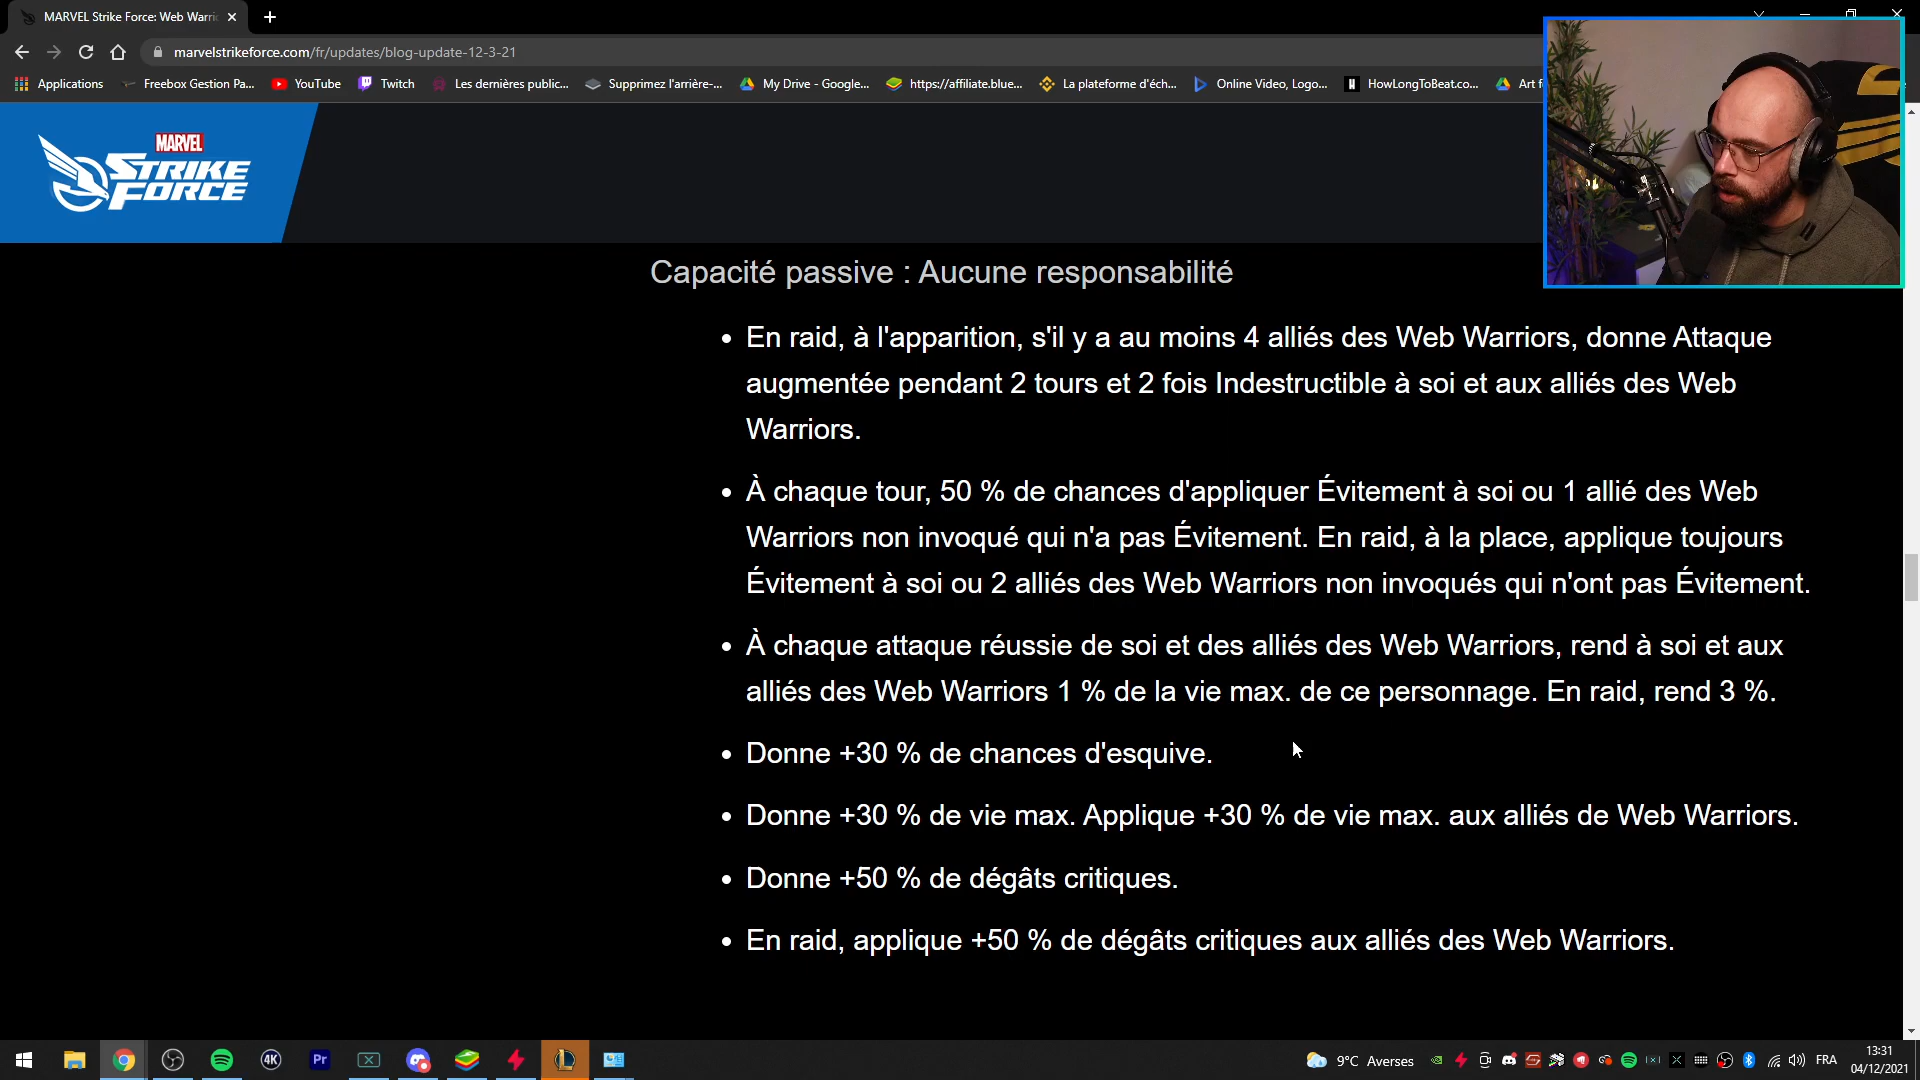 MARVEL Strike Force: Web Warri
marvelstrikeforce.com/fr/updates/blog-update-12-3-21
Applications Freebox Gestion Pa... YouTube Twitch Les dernières public... Supprimez l'arrière-... My Drive - Google... https://affiliate.blue... La plateforme d'éch... Online Video, Logo... HowLongToBeat.co... Art f
MARVEL
STRIKE
FORCE
Capacité passive : Aucune responsabilité
• En raid, à l'apparition, s'il y a au moins 4 alliés des Web Warriors, donne Attaque
augmentée pendant 2 tours et 2 fois Indestructible à soi et aux alliés des Web
Warriors.
• À chaque tour, 50 % de chances d'appliquer Évitement à soi ou 1 allié des Web
Warriors non invoqué qui n'a pas Évitement. En raid, à la place, applique toujours
Évitement à soi ou 2 alliés des Web Warriors non invoqués qui n'ont pas Évitement.
• À chaque attaque réussie de soi et des alliés des Web Warriors, rend à soi et aux
alliés des Web Warriors 1 % de la vie max. de ce personnage. En raid, rend 3 %.
• Donne +30 % de chances d'esquive.
• Donne +30 % de vie max. Applique +30 % de vie max. aux alliés de Web Warriors.
• Donne +50 % de dégâts critiques.
• En raid, applique +50 % de dégâts critiques aux alliés des Web Warriors.
4K Pr 9°C Averses FRA 13:31
04/12/2021